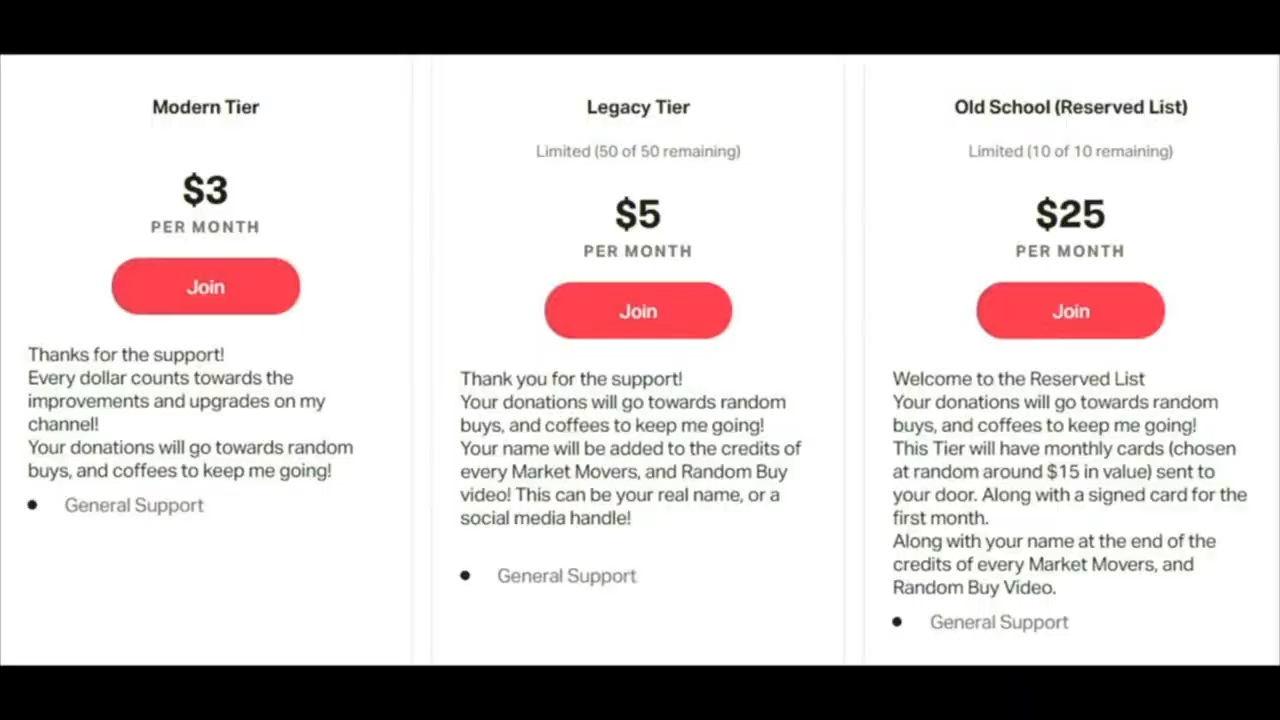 Modern Tier
$3
PER MONTH
Join
Thanks for the support!
Every dollar counts towards the
improvements and upgrades on my
channel!
Your donations will go towards random
buys, and coffees to keep me going!
General Support
Legacy Tier
Limited (50 of 50 remaining)
$5
PER MONTH
Join
Thank you for the support!
Your donations will go towards random
buys, and coffees to keep me going!
Your name will be added to the credits of
every Market Movers, and Random Buy
video! This can be your real name, or a
social media handle!
General Support
Old School (Reserved List)
Limited (10 of 10 remaining)
$25
PER MONTH
Join
Welcome to the Reserved List
Your donations will go towards random
buys, and coffees to keep me going!
This Tier will have monthly cards (chosen
at random around $15 in value) sent to
your door. Along with a signed card for the
first month.
Along with your name at the end of the
credits of every Market Movers, and
Random Buy Video.
General Support